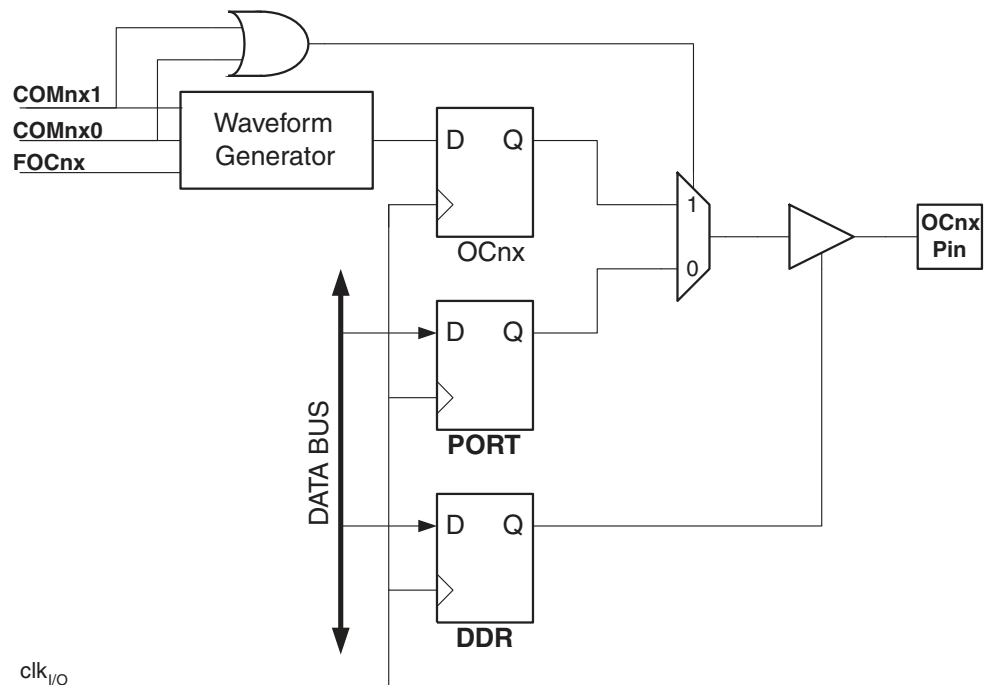 COMnx1
COMnx0
FOCnx
Waveform
Generator
D Q
OCnx
1
0
OCnx
Pin
D Q
PORT
DATA BUS
D Q
DDR
clkI/O